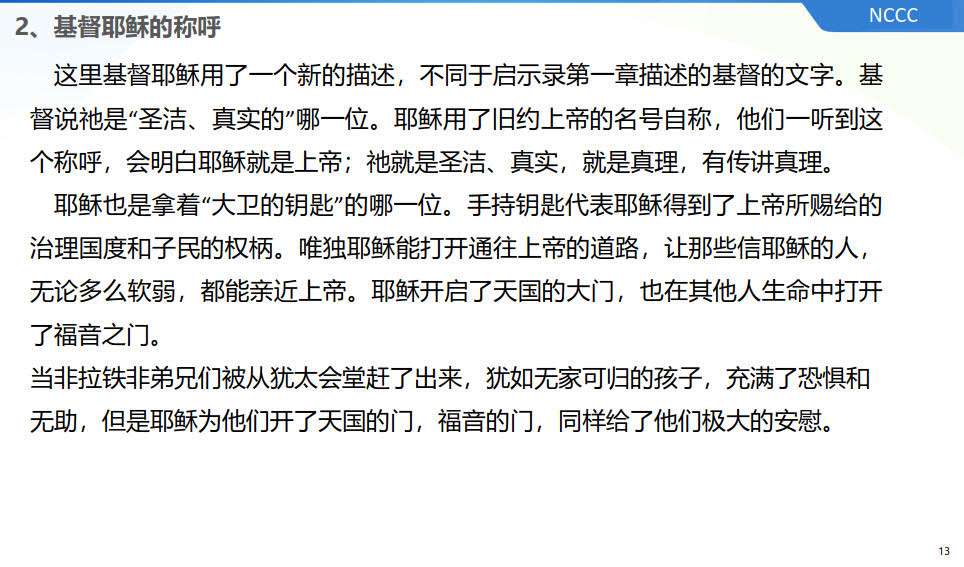 NCCC
2、基督耶稣的称呼
这里基督耶稣用了一个新的描述，不同于启示录第一章描述的基督的文字。基
督说祂是“圣洁、真实的”哪一位。耶稣用了旧约上帝的名号自称，他们一听到这
个称呼，会明白耶稣就是上帝；祂就是圣洁、真实，就是真理，有传讲真理。
耶稣也是拿着“大卫的钥匙”的哪一位。手持钥匙代表耶稣得到了上帝所赐给的
治理国度和子民的权柄。唯独耶稣能打开通往上帝的道路，让那些信耶稣的人，
无论多么软弱，都能亲近上帝。耶稣开启了天国的大门，也在其他人生命中打开
了福音之门。
当非拉铁非弟兄们被从犹太会堂赶了出来，犹如无家可归的孩子，充满了恐惧和
无助，但是耶稣为他们开了天国的门，福音的门，同样给了他们极大的安慰。
13